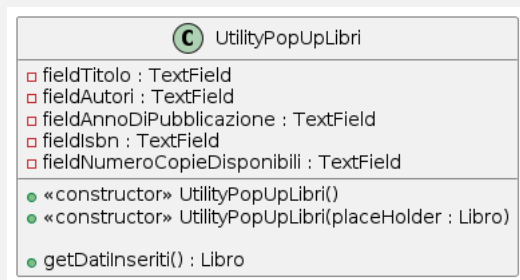 C UtilityPopUpLibri
fieldTitolo : TextField
fieldAutori : TextField
fieldAnnoDiPubblicazione : TextField
fieldIsbn : TextField
fieldNumeroCopieDisponibili : TextField
«constructor» UtilityPopUpLibri()
«constructor» UtilityPopUpLibri(placeHolder : Libro)
getDatiInseriti() : Libro